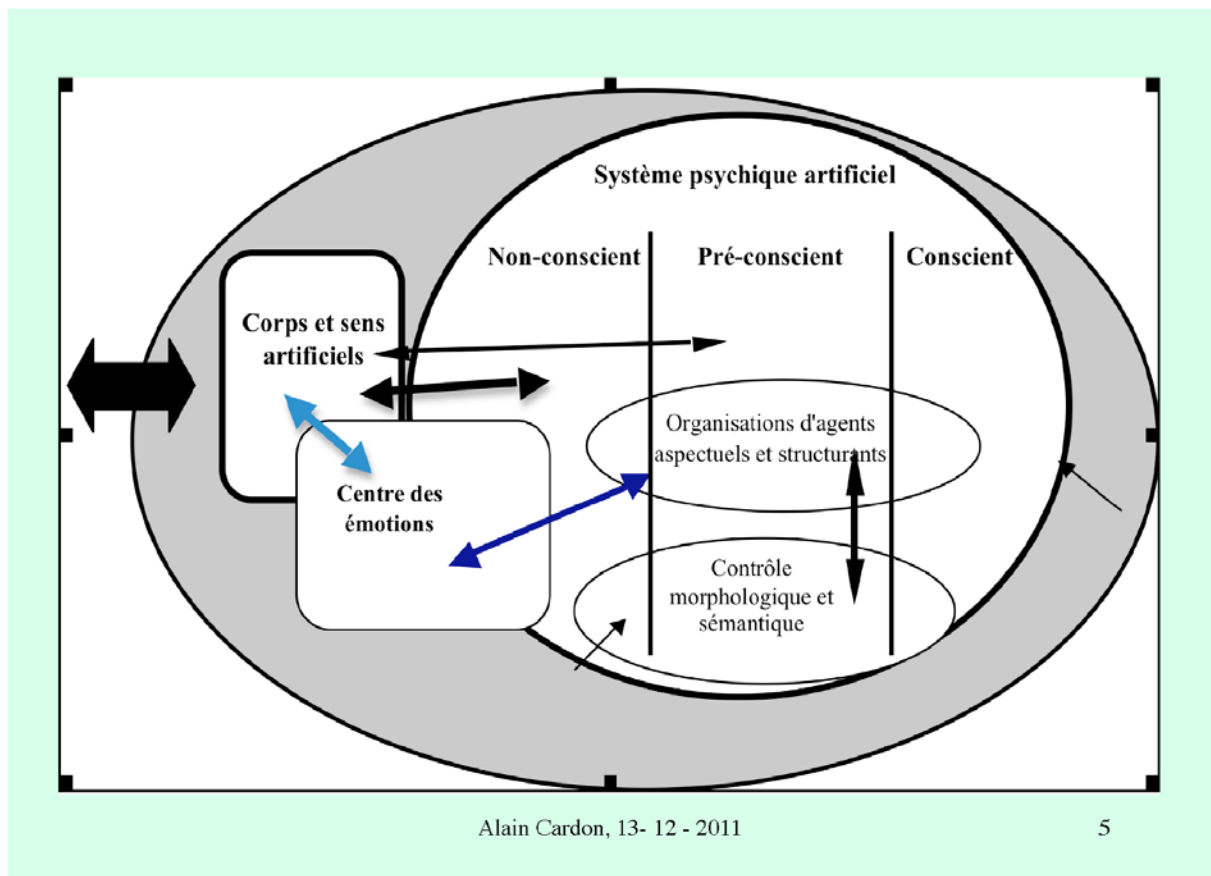 Système psychique artificiel
Non-conscient
Pré-conscient
Conscient
Corps et sens
artificiels
Organisations d'agents
aspectuels et structurants
Centre des
émotions
Contrôle
morphologique et
sémantique
Alain Cardon, 13- 12 - 2011
5